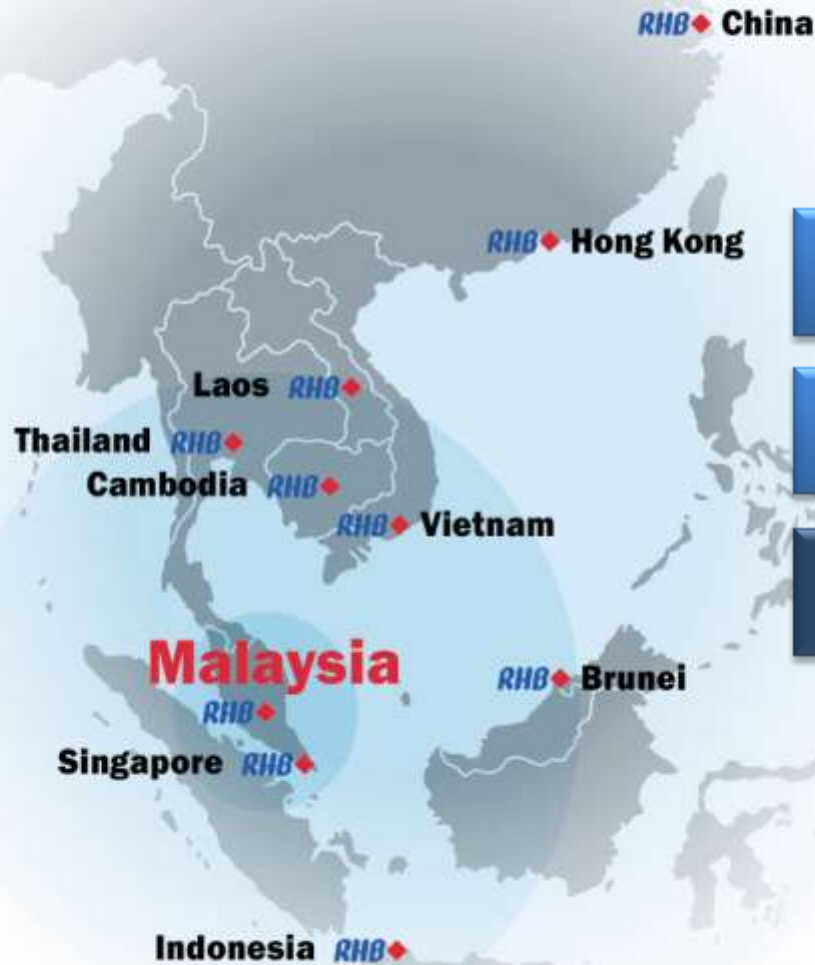 RHB China
RHB Hong Kong
Laos RHB
Thailand RHB
Cambodia RHB
RHB Vietnam
Malaysia
RHB
RHB Brunei
Singapore RHB
Indonesia RHB